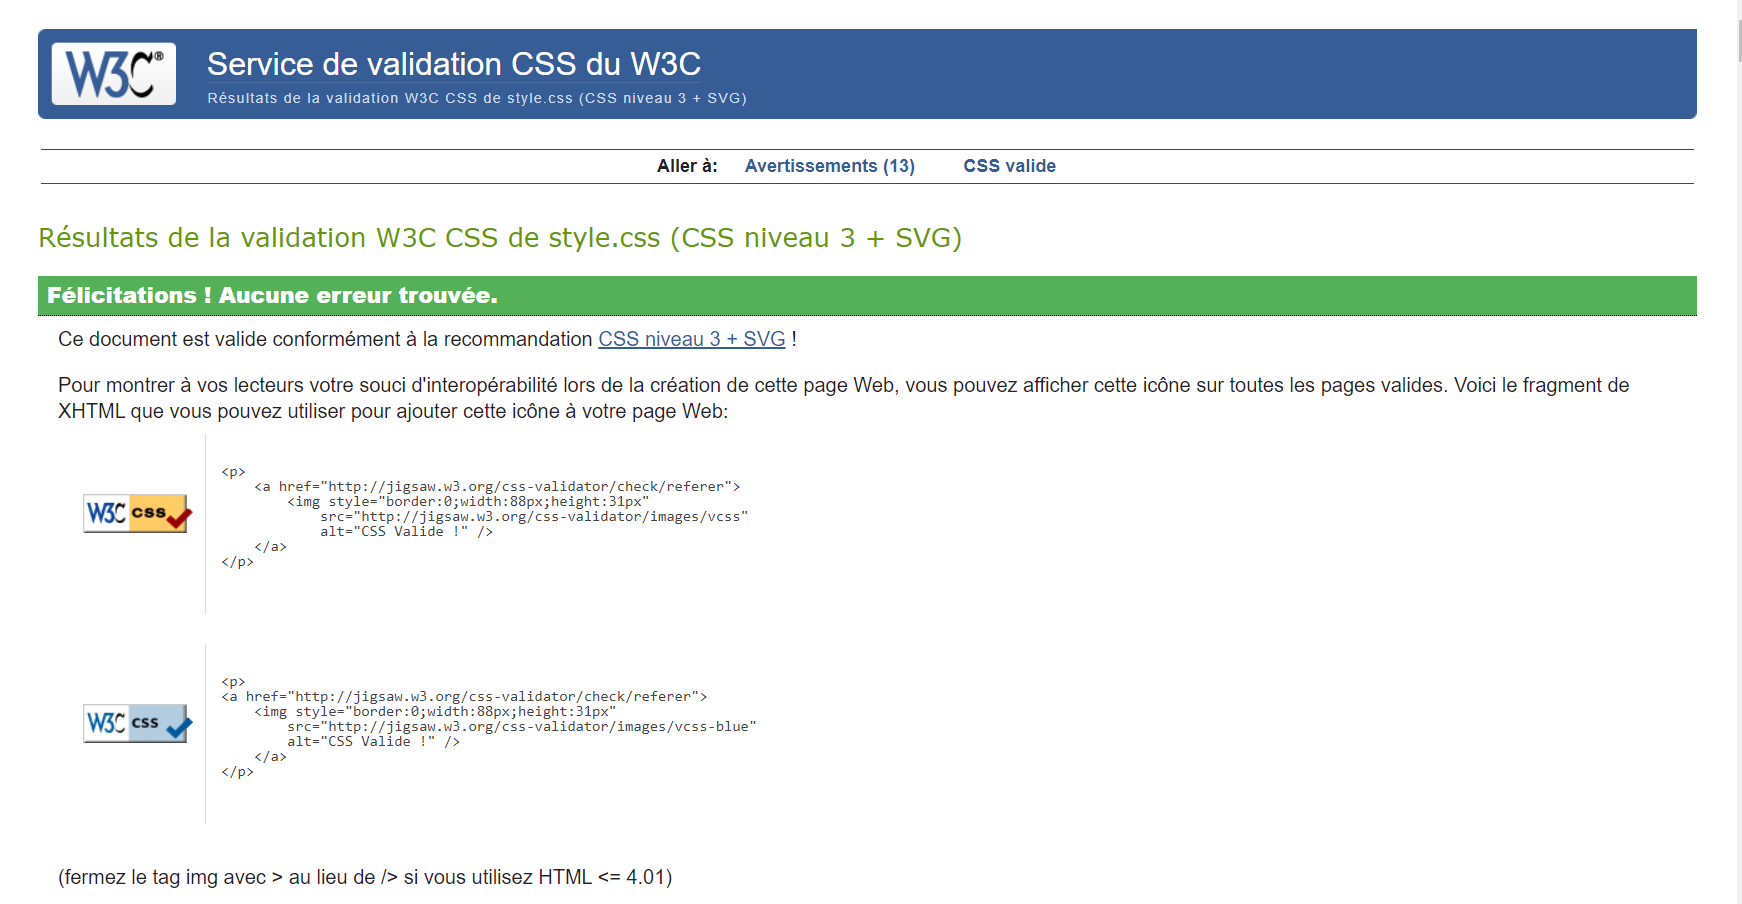 W3C®
Service de validation CSS du W3C
Résultats de la validation W3C CSS de style.css (CSS niveau 3 + SVG)
Aller à: Avertissements (13) CSS valide
Résultats de la validation W3C CSS de style.css (CSS niveau 3 + SVG)
Félicitations ! Aucune erreur trouvée.
Ce document est valide conformément à la recommandation CSS niveau 3 + SVG !
Pour montrer à vos lecteurs votre souci d'interopérabilité lors de la création de cette page Web, vous pouvez afficher cette icône sur toutes les pages valides. Voici le fragment de
XHTML que vous pouvez utiliser pour ajouter cette icône à votre page Web:
W3C css
<p>
<a href="http://jigsaw.w3.org/css-validator/check/referer">
<img style="border:0;width:88px;height:31px"
src="http://jigsaw.w3.org/css-validator/images/vcss"
alt="CSS Valide !" />
</a>
</p>
W3C css
<p>
<a href="http://jigsaw.w3.org/css-validator/check/referer">
<img style="border:0;width:88px;height:31px"
src="http://jigsaw.w3.org/css-validator/images/vcss-blue"
alt="CSS Valide !" />
</a>
</p>
(fermez le tag img avec > au lieu de /> si vous utilisez HTML <= 4.01)